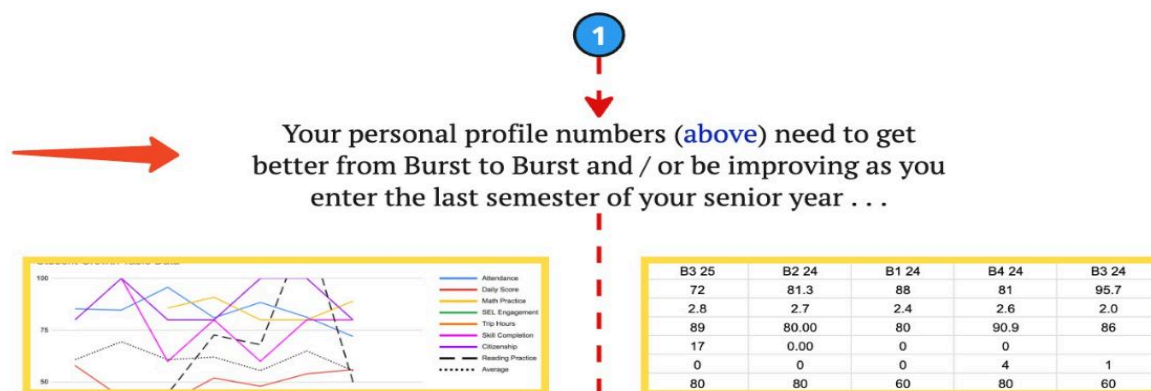 1
Your personal profile numbers (above) need to get
better from Burst to Burst and / or be improving as you
enter the last semester of your senior year . . .
100
75
50
Attendance
Daily Score
Math Practice
SEL Engagement
Trip Hours
Skill Completion
Citizenship
Reading Practice
Average
B3 25 B2 24 B1 24 B4 24 B3 24
72 81.3 88 81 95.7
2.8 2.7 2.4 2.6 2.0
89 80.00 80 90.9 86
17 0.00 0 0
0 0 0 4 1
80 80 60 80 60